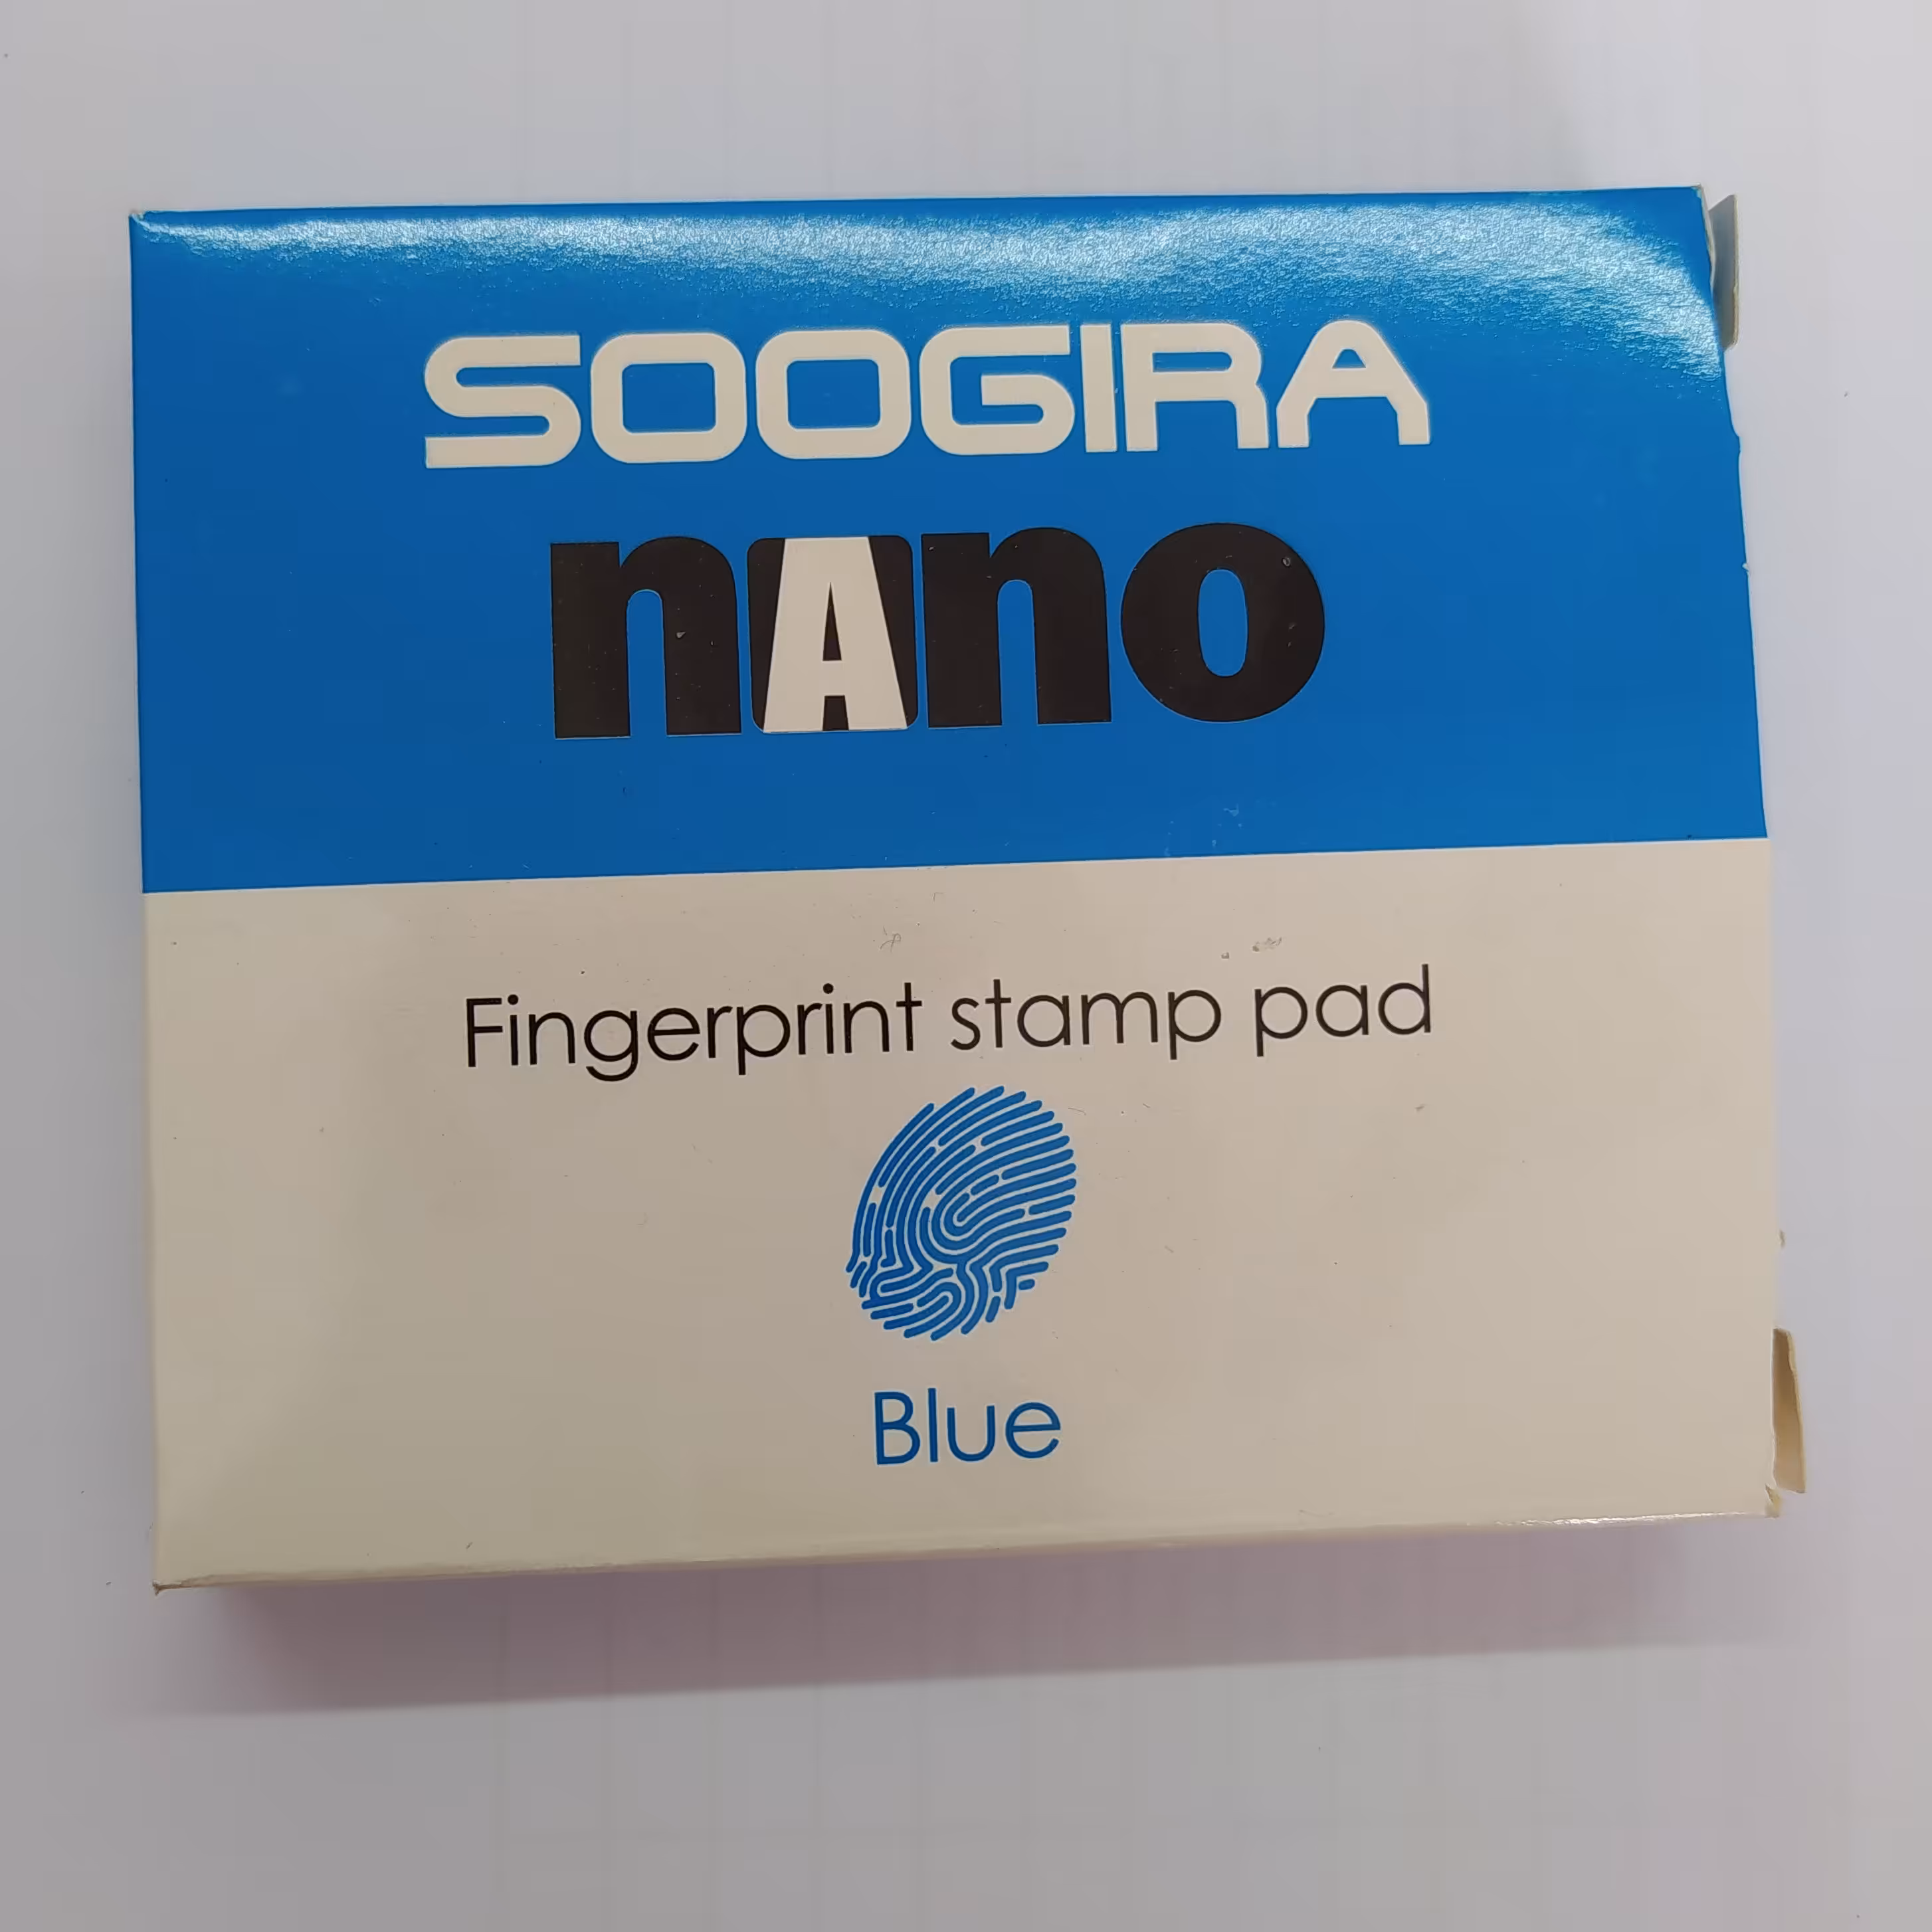 SOOGIRA
nAno
Fingerprint stamp pad
Blue